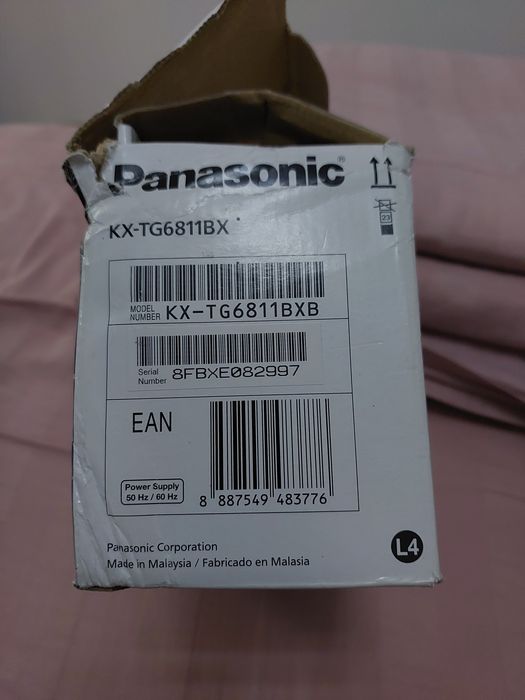 Panasonic®
KX-TG6811BX
23
MODEL
NUMBER KX-TG6811BXB
Serial
Number 8FBXE082997
EAN
Power Supply
50 Hz / 60 Hz
8 887549 483776
Panasonic Corporation
Made in Malaysia / Fabricado en Malasia
L4